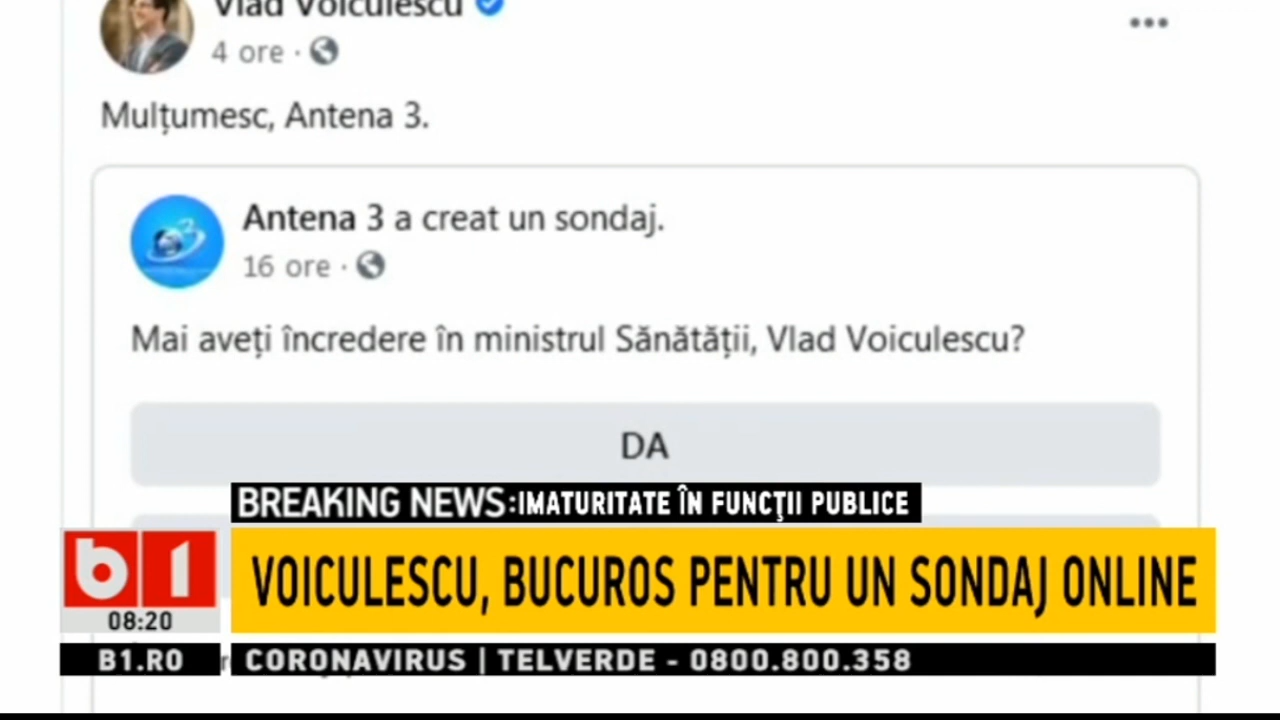 Vlad Voiculescu
4 ore ·
Mulțumesc, Antena 3.
Antena 3 a creat un sondaj.
16 ore ·
Mai aveți încredere în ministrul Sănătății, Vlad Voiculescu?
DA
BREAKING NEWS:IMATURITATE ÎN FUNCŢII PUBLICE
b1
VOICULESCU, BUCUROS PENTRU UN SONDAJ ONLINE
08:20
B1.RO
CORONAVIRUS | TELVERDE - 0800.800.358